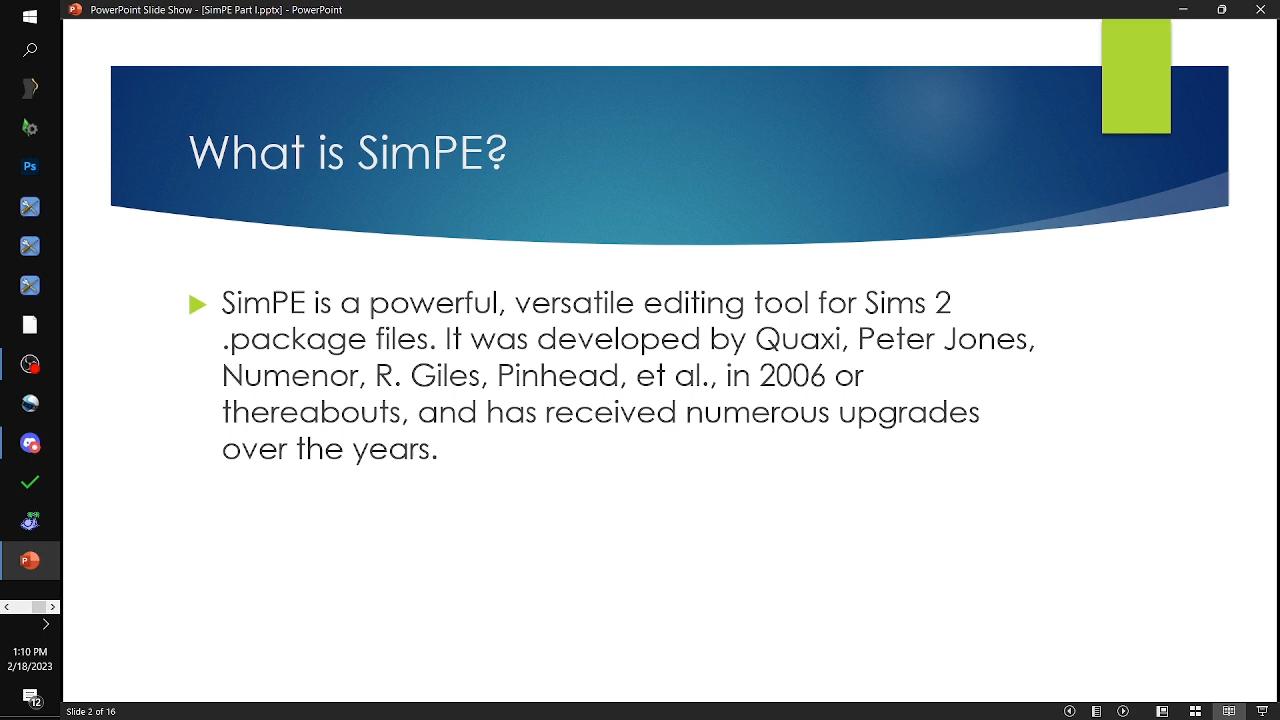 PowerPoint Slide Show - [SimPE Part I.pptx] - PowerPoint
What is SimPE?
SimPE is a powerful, versatile editing tool for Sims 2
.package files. It was developed by Quaxi, Peter Jones,
Numenor, R. Giles, Pinhead, et al., in 2006 or
thereabouts, and has received numerous upgrades
over the years.
Ps
1:10 PM
2/18/2023
12
Slide 2 of 16